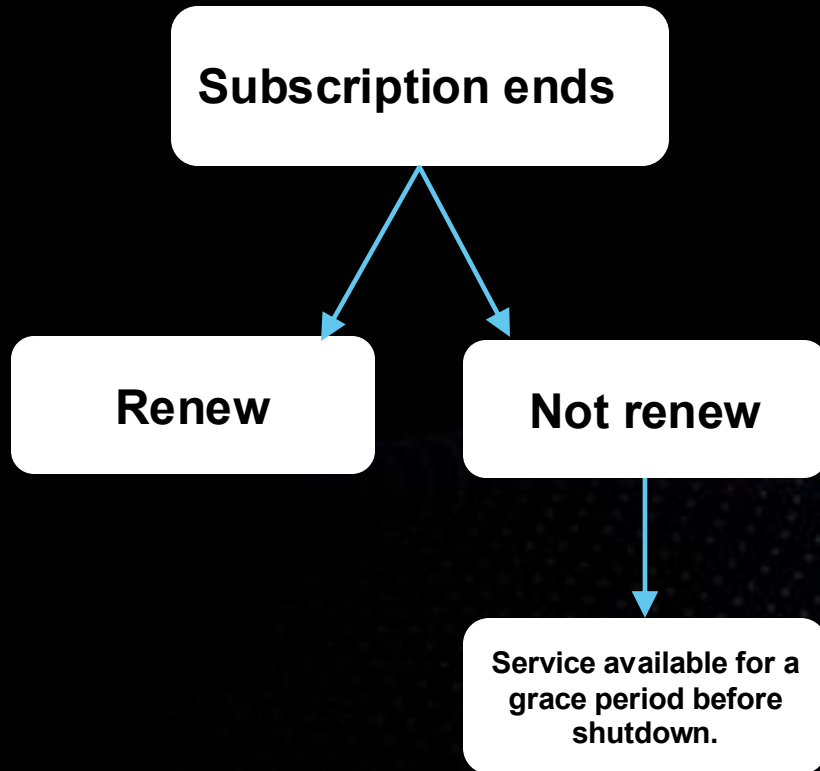 Subscription ends
Renew
Not renew
Service available for a
grace period before
shutdown.